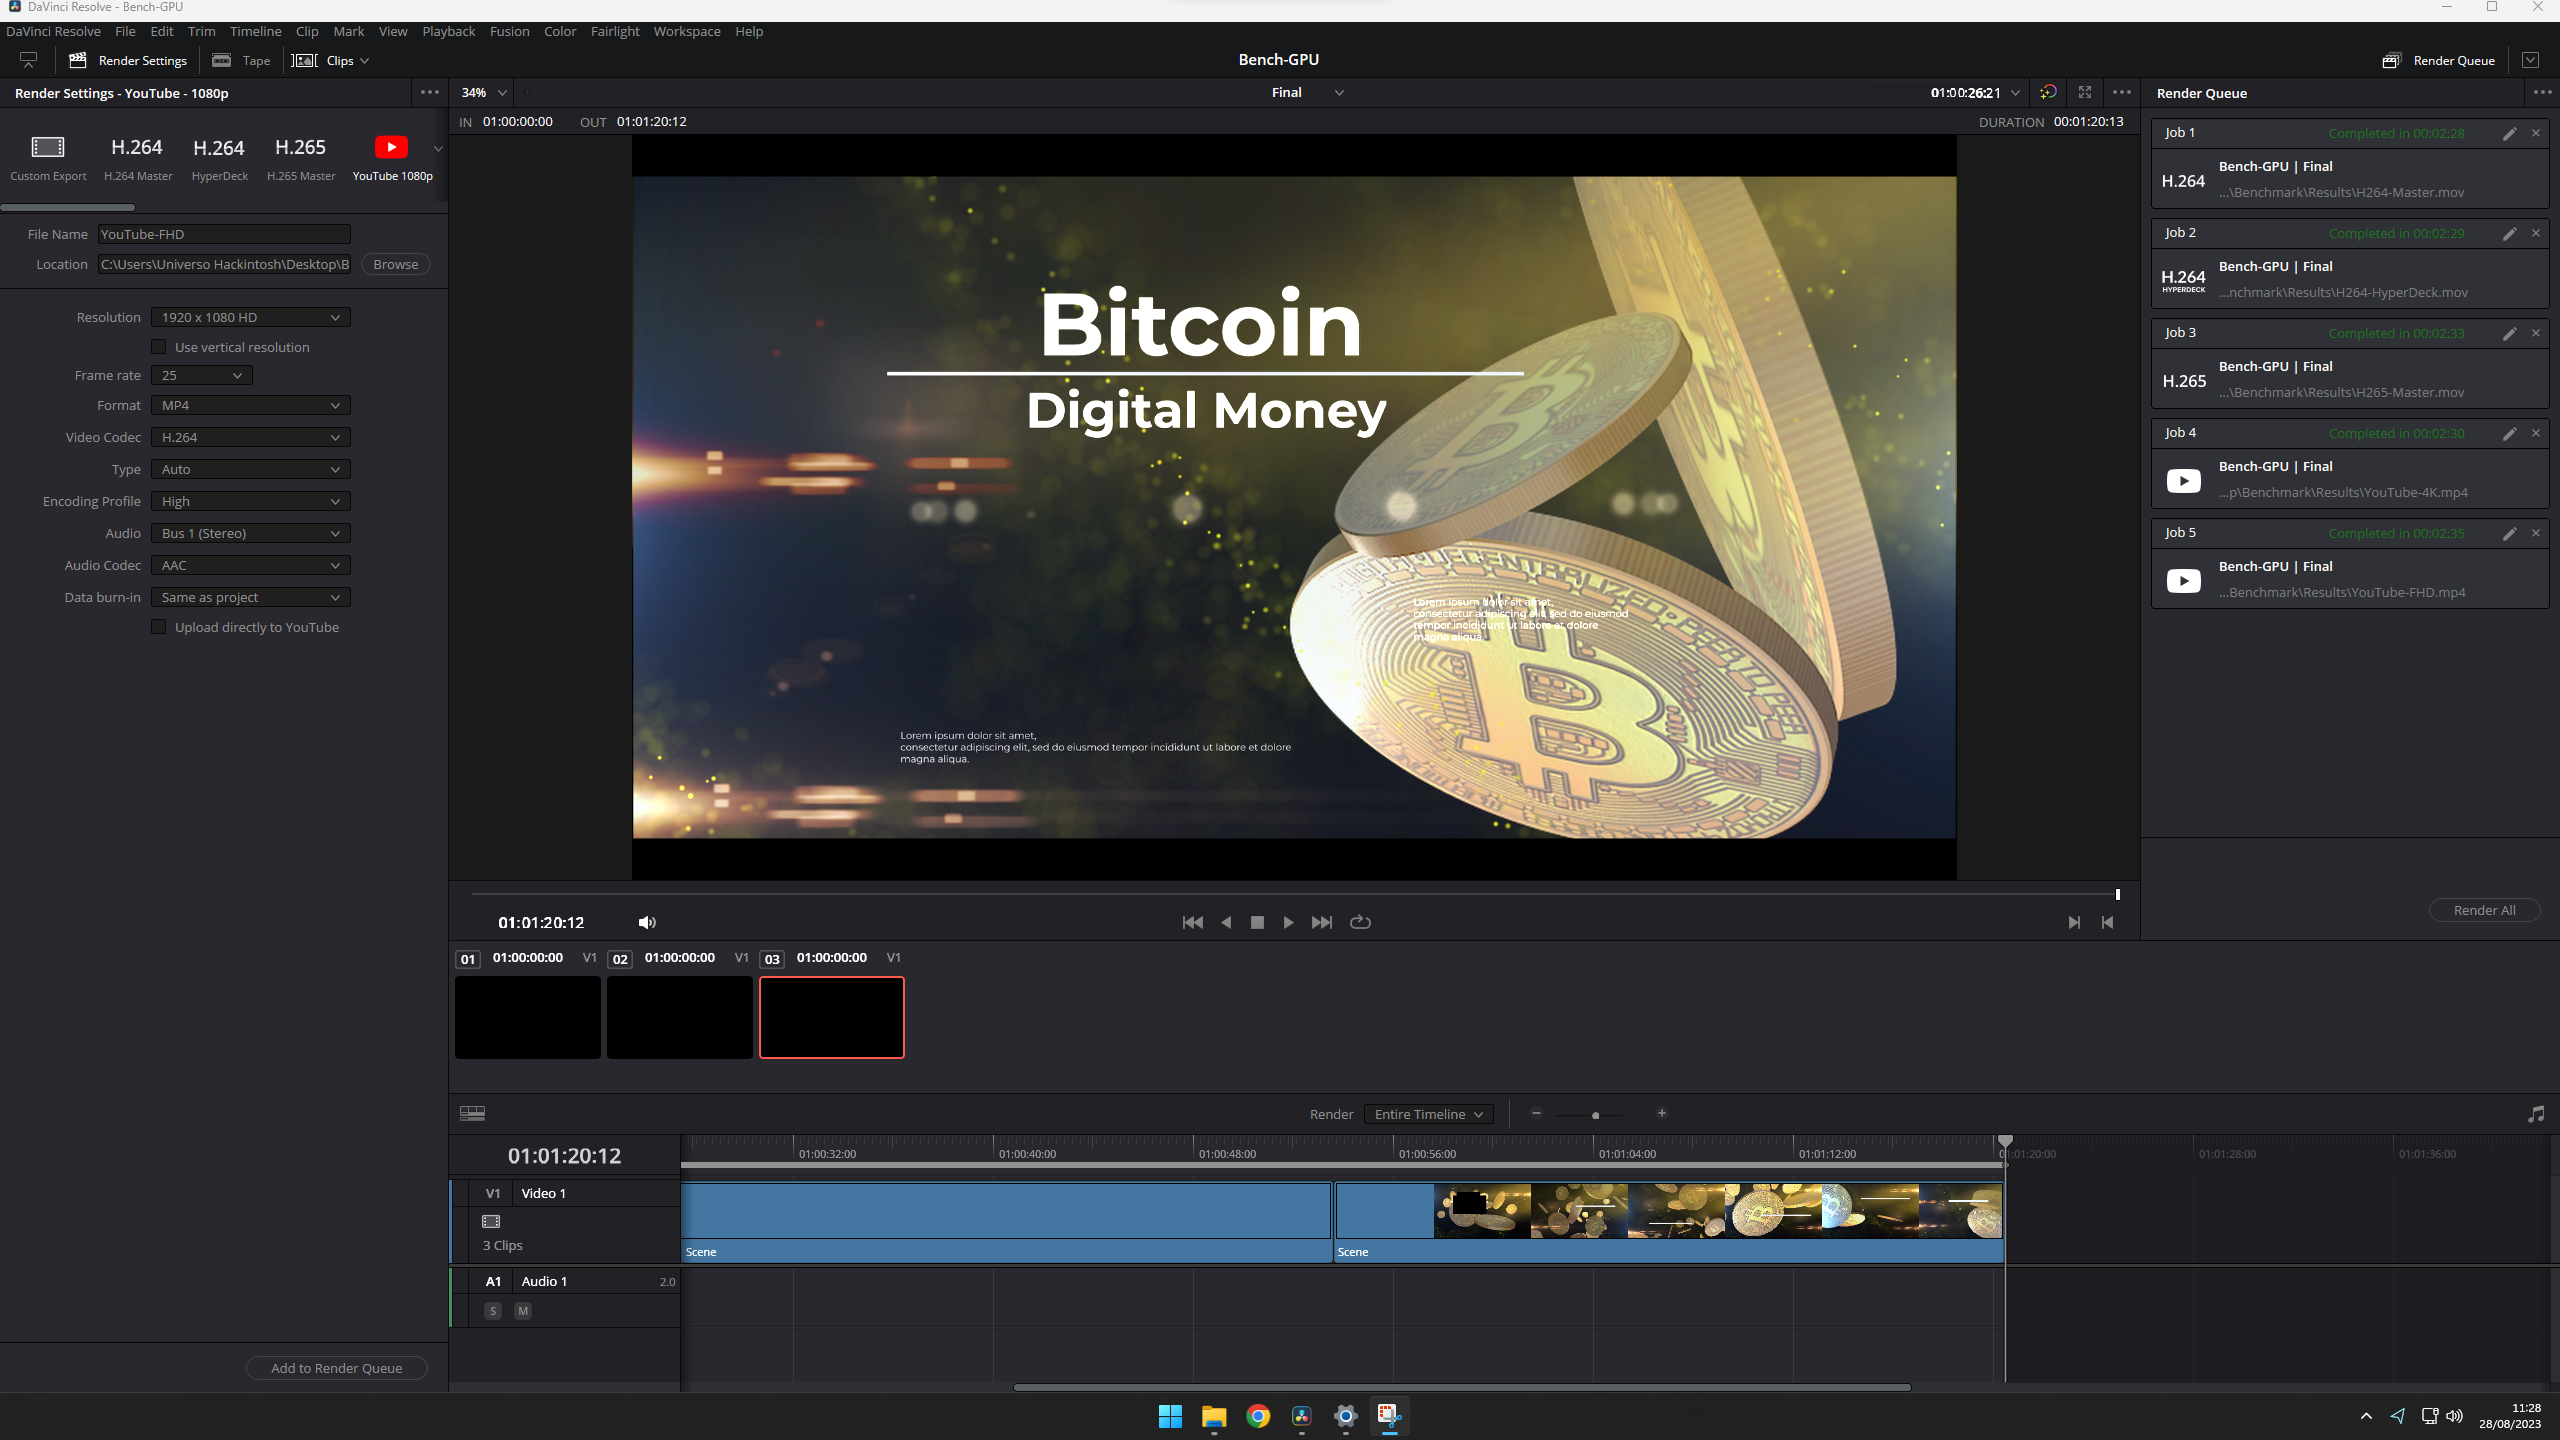 DaVinci Resolve - Bench-GPU
DaVinci Resolve File Edit Trim Timeline Clip Mark View Playback Fusion Color Fairlight Workspace Help
Render Settings Tape Clips Bench-GPU Render Queue
Render Settings - YouTube - 1080p
34% Final 01:00:26:21
Render Queue
IN 01:00:00:00 OUT 01:01:20:12 DURATION 00:01:20:13
H.264 H.264 H.265
Custom Export H.264 Master HyperDeck H.265 Master YouTube 1080p
File Name YouTube-FHD
Location C:\Users\Universo Hackintosh\Desktop\B Browse
Resolution 1920 x 1080 HD
Use vertical resolution
Frame rate 25
Format MP4
Video Codec H.264
Type Auto
Encoding Profile High
Audio Bus 1 (Stereo)
Audio Codec AAC
Data burn-in Same as project
Upload directly to YouTube
Add to Render Queue
Bitcoin
Digital Money
Lorem ipsum dolor sit amet,
consectetur adipiscing elit, sed do eiusmod
tempor incididunt ut labore et dolore
magna aliqua.
Lorem ipsum dolor sit amet,
consectetur adipiscing elit, sed do eiusmod tempor incididunt ut labore et dolore
magna aliqua.
Job 1 Completed in 00:02:28
Bench-GPU | Final
H.264
...\Benchmark\Results\H264-Master.mov
Job 2 Completed in 00:02:29
Bench-GPU | Final
H.264
HYPERDECK
...nchmark\Results\H264-HyperDeck.mov
Job 3 Completed in 00:02:33
Bench-GPU | Final
H.265
...\Benchmark\Results\H265-Master.mov
Job 4 Completed in 00:02:30
Bench-GPU | Final
...p\Benchmark\Results\YouTube-4K.mp4
Job 5 Completed in 00:02:35
Bench-GPU | Final
...Benchmark\Results\YouTube-FHD.mp4
Render All
01:01:20:12
01 01:00:00:00 V1 02 01:00:00:00 V1 03 01:00:00:00 V1
Render Entire Timeline
01:01:20:12
01:00:32:00 01:00:40:00 01:00:48:00 01:00:56:00 01:01:04:00 01:01:12:00 01:01:20:00 01:01:28:00 01:01:36:00
V1 Video 1
3 Clips
Scene Scene
A1 Audio 1 2.0
S M
11:28
28/08/2023